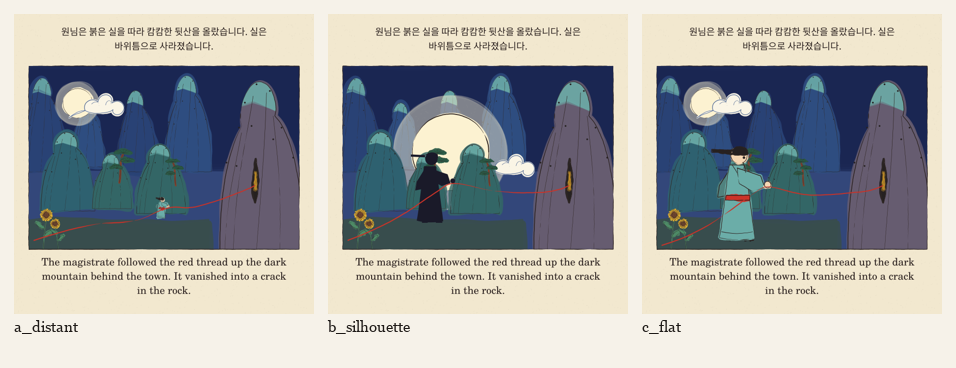 원님은 붉은 실을 따라 캄캄한 뒷산을 올랐습니다. 실은
바위틈으로 사라졌습니다.
The magistrate followed the red thread up the dark
mountain behind the town. It vanished into a crack
in the rock.
a_distant
원님은 붉은 실을 따라 캄캄한 뒷산을 올랐습니다. 실은
바위틈으로 사라졌습니다.
The magistrate followed the red thread up the dark
mountain behind the town. It vanished into a crack
in the rock.
b_silhouette
원님은 붉은 실을 따라 캄캄한 뒷산을 올랐습니다. 실은
바위틈으로 사라졌습니다.
The magistrate followed the red thread up the dark
mountain behind the town. It vanished into a crack
in the rock.
c_flat